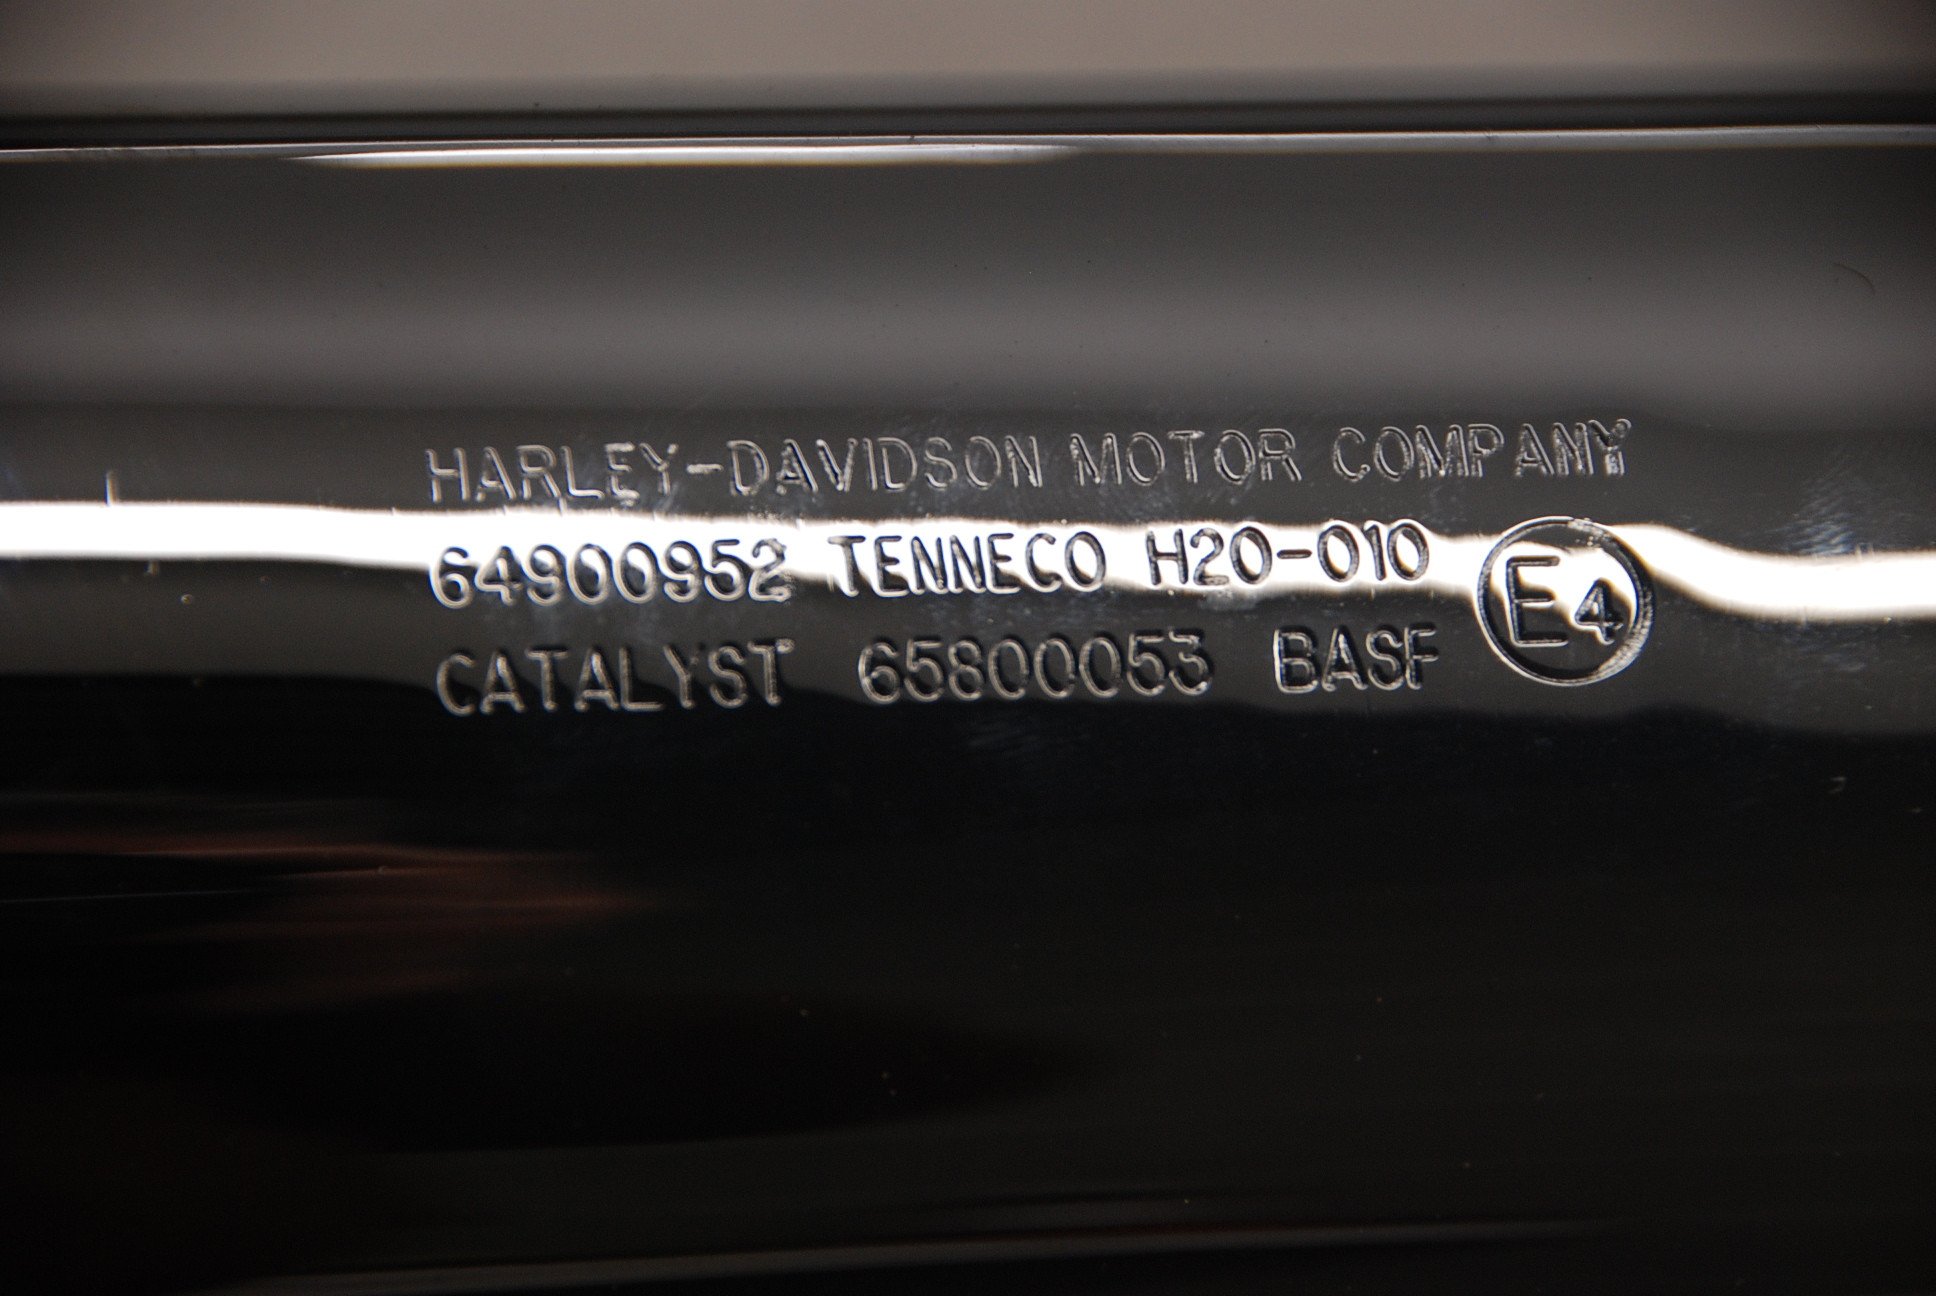 HARLEY-DAVIDSON MOTOR COMPANY
64900952 TENNECO H20-010 E4
CATALYST 65800053 BASF